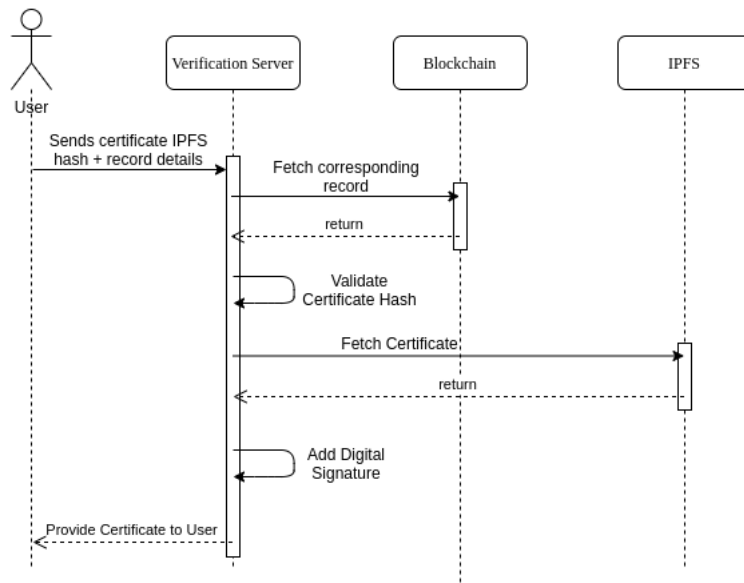 Verification Server
Blockchain
IPFS
User
Sends certificate IPFS
hash + record details
Fetch corresponding
record
return
Validate
Certificate Hash
Fetch Certificate
return
Add Digital
Signature
Provide Certificate to User